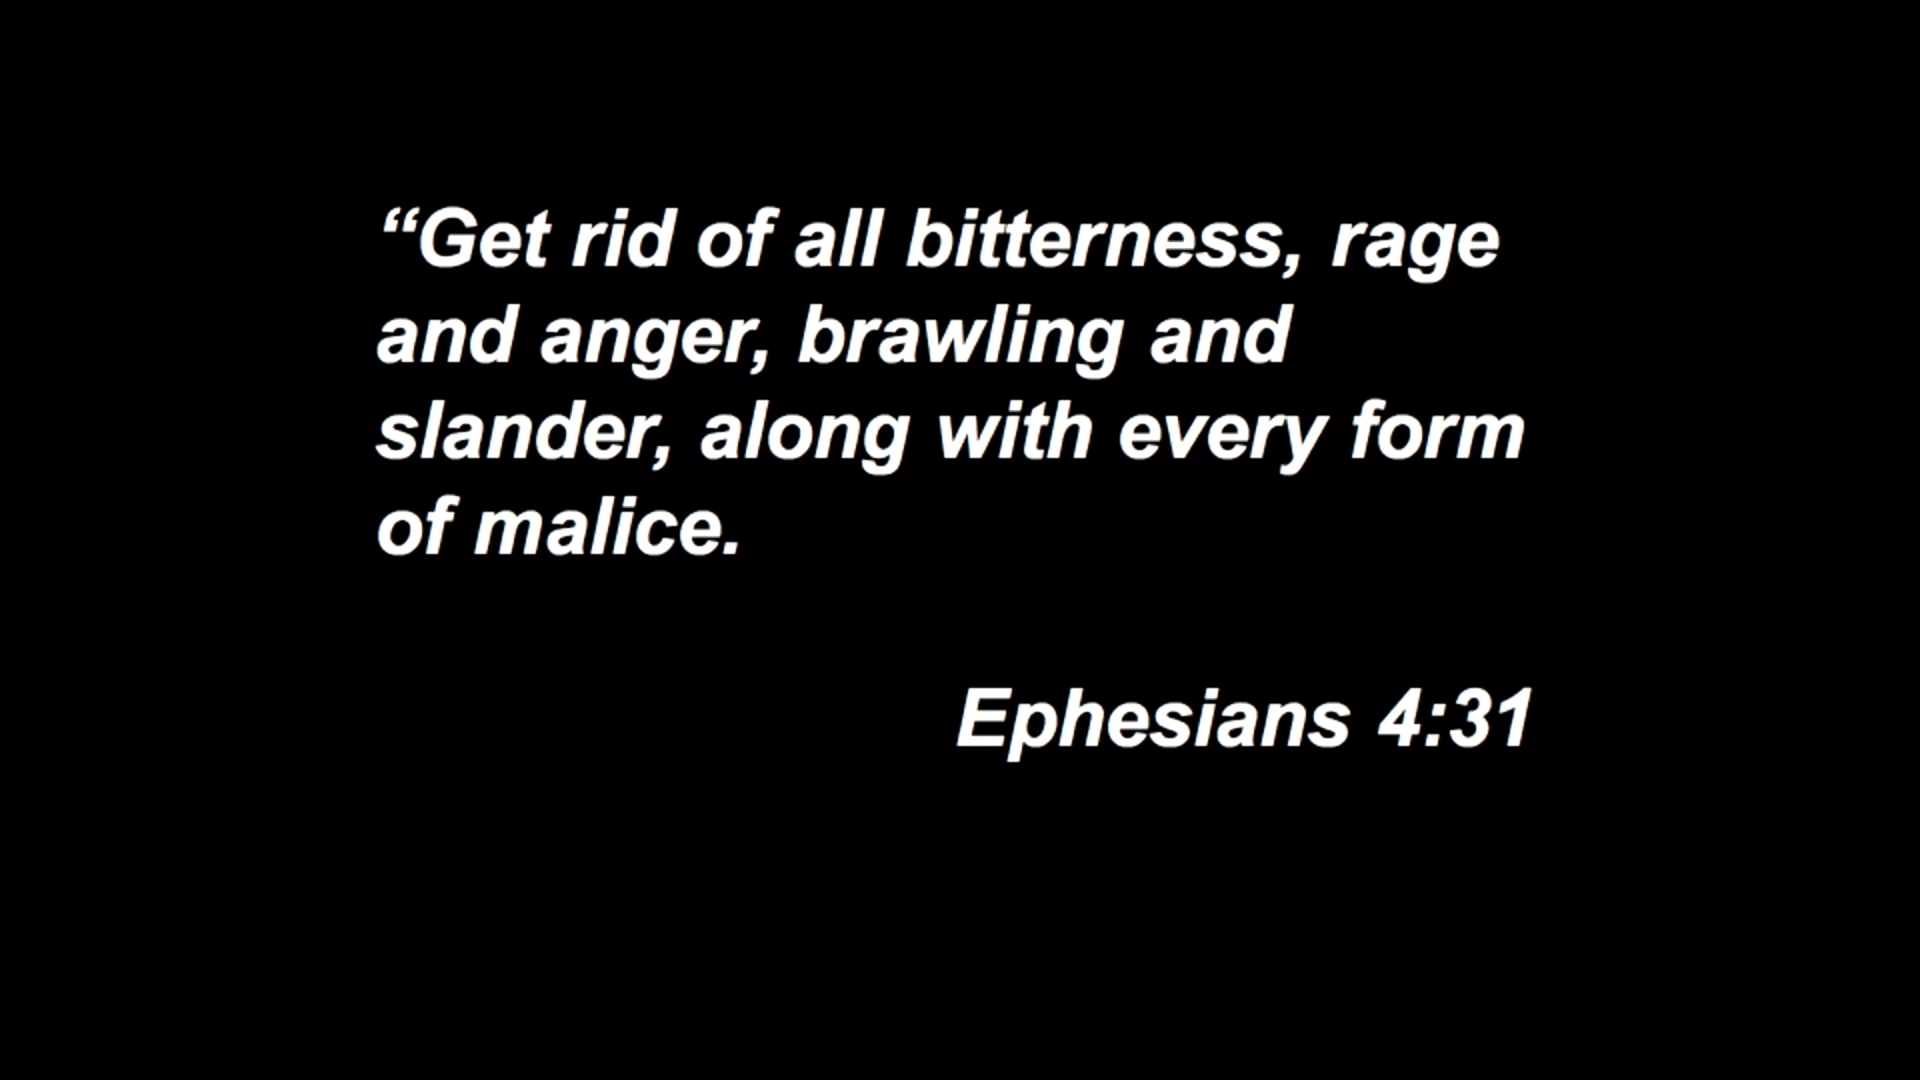 “Get rid of all bitterness, rage
and anger, brawling and
slander, along with every form
of malice.
Ephesians 4:31